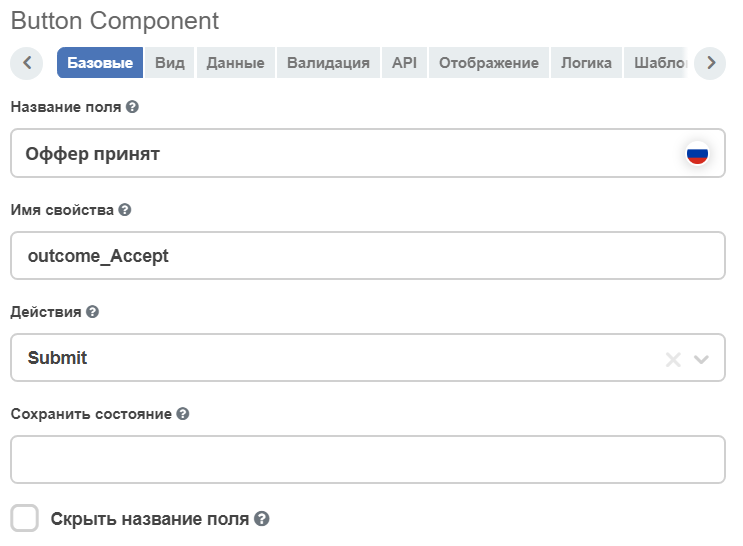 Button Component
Базовые Вид Данные Валидация API Отображение Логика Шабло
Название поля
Оффер принят
Имя свойства
outcome_Accept
Действия
Submit
Сохранить состояние
Скрыть название поля